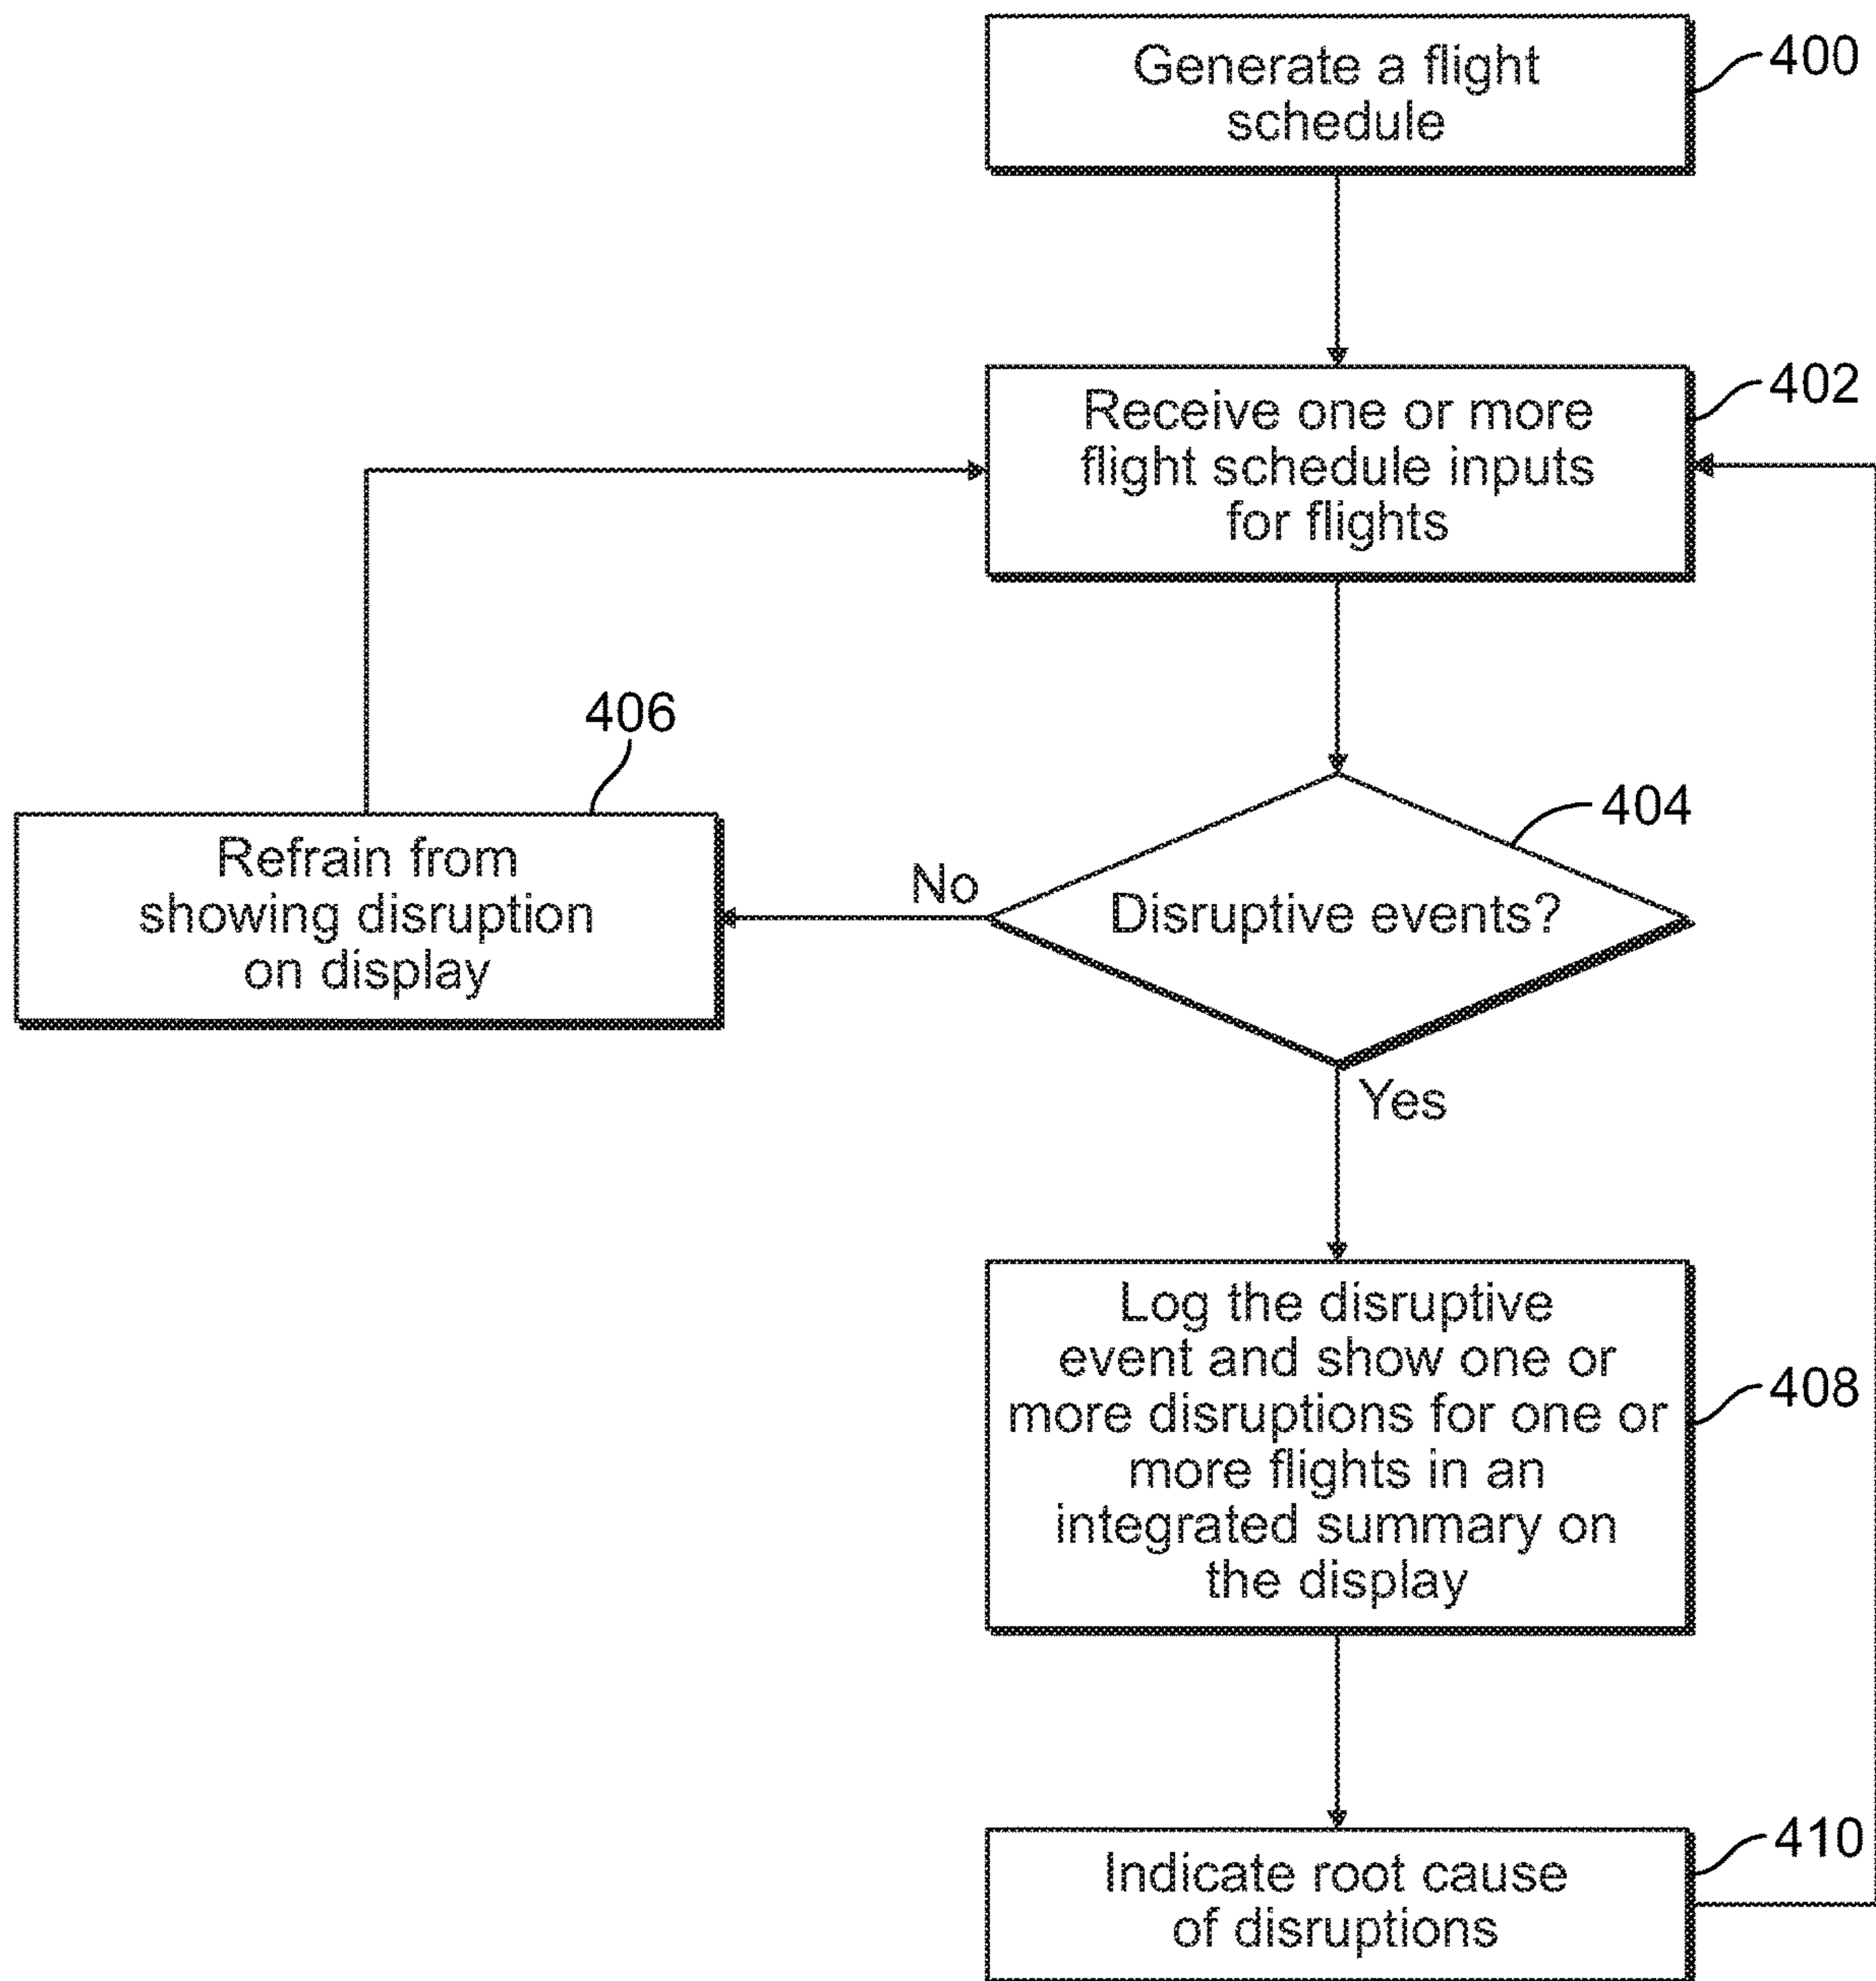 Generate a flight
schedule
400
Receive one or more
flight schedule inputs
for flights
402
Disruptive events?
404
No
Refrain from
showing disruption
on display
406
Yes
Log the disruptive
event and show one or
more disruptions for one or
more flights in an
integrated summary on
the display
408
Indicate root cause
of disruptions
410